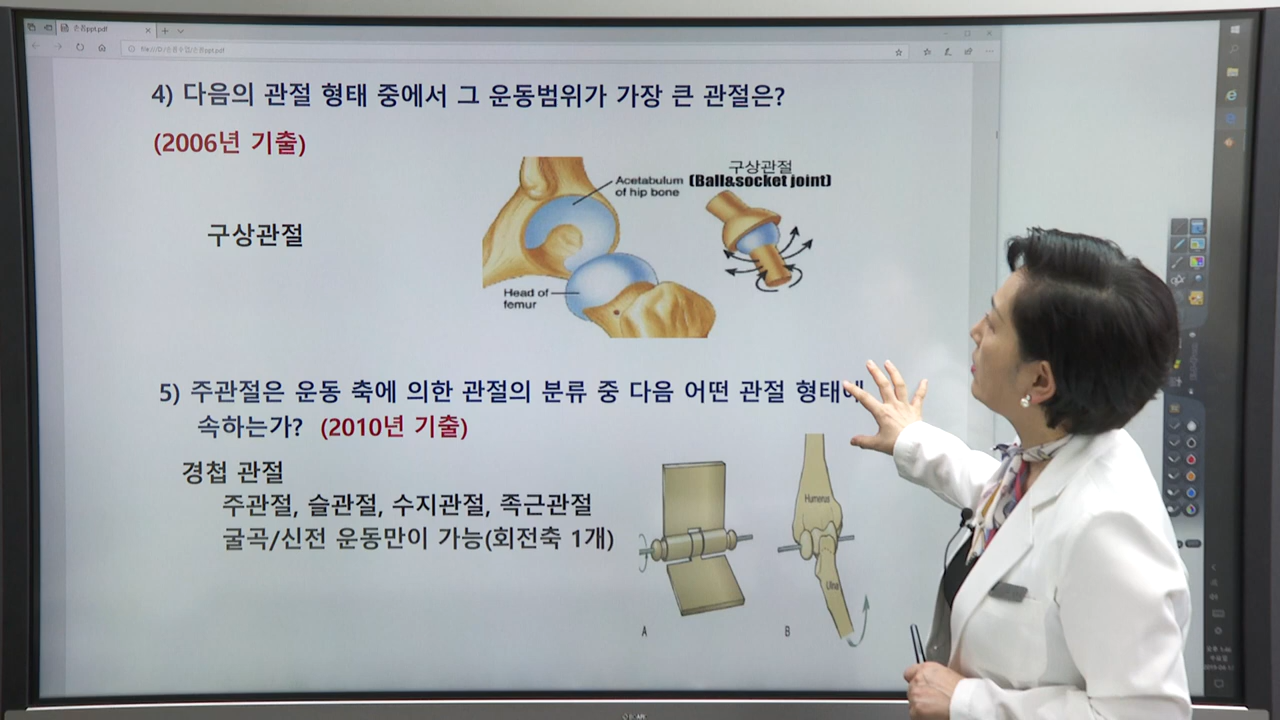 손용ppt.pdf
4) 다음의 관절 형태 중에서 그 운동범위가 가장 큰 관절은?
(2006년 기출)
구상관절
(Ball&socket joint)
Acetabulum
of hip bone
구상관절
Head of
femur
5) 주관절은 운동 축에 의한 관절의 분류 중 다음 어떤 관절 형태에
속하는가? (2010년 기출)
경첩 관절
주관절, 슬관절, 수지관절, 족근관절
굴곡/신전 운동만이 가능(회전축 1개)
Humerus
Ulna
A
B